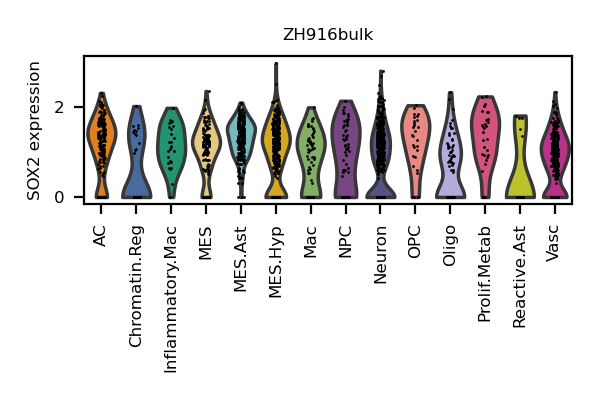 ZH916bulk
SOX2 expression
2
0
AC
Chromatin.Reg
Inflammatory.Mac
MES
MES.Ast
MES.Hyp
Mac
NPC
Neuron
OPC
Oligo
Prolif.Metab
Reactive.Ast
Vasc